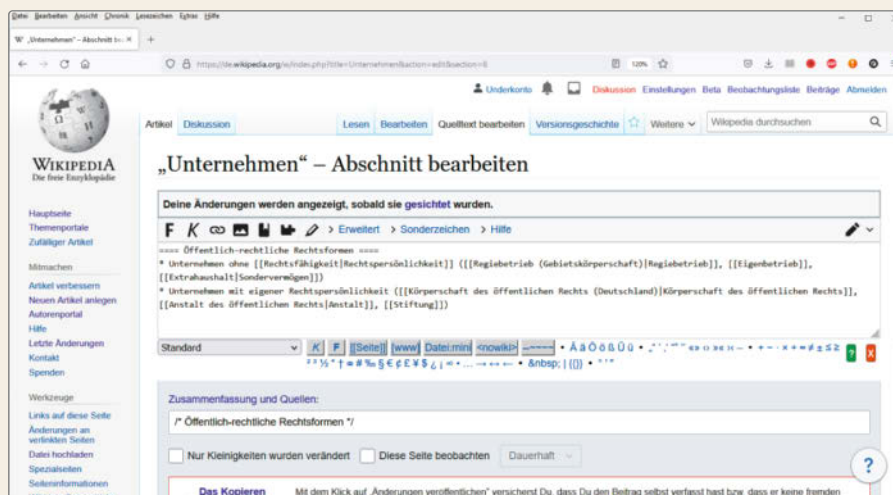 Datei Bearbeiten Ansicht Chronik Lesezeichen Extras Hilfe
W „Unternehmen“ – Abschnitt be
https://de.wikipedia.org/w/index.php?title=Unternehmen&action=edit&section=8 120%
Underkonto Diskussion Einstellungen Beta Beobachtungsliste Beiträge Abmelden
Artikel Diskussion Lesen Bearbeiten Quelltext bearbeiten Versionsgeschichte Weitere Wikipedia durchsuchen
WIKIPEDIA
Die freie Enzyklopädie
Hauptseite
Themenportale
Zufälliger Artikel
Mitmachen
Artikel verbessern
Neuen Artikel anlegen
Autorenportal
Hilfe
Letzte Änderungen
Kontakt
Spenden
Werkzeuge
Links auf diese Seite
Änderungen an
verlinkten Seiten
Datei hochladen
Spezialseiten
Seiteninformationen
„Unternehmen“ – Abschnitt bearbeiten
Deine Änderungen werden angezeigt, sobald sie gesichtet wurden.
F K > Erweitert > Sonderzeichen > Hilfe
==== Öffentlich-rechtliche Rechtsformen ====
* Unternehmen ohne [[Rechtsfähigkeit|Rechtspersönlichkeit]] ([[Regiebetrieb (Gebietskörperschaft)|Regiebetrieb]], [[Eigenbetrieb]],
[[Extrahaushalt|Sondervermögen]])
* Unternehmen mit eigener Rechtspersönlichkeit ([[Körperschaft des öffentlichen Rechts (Deutschland)|Körperschaft des öffentlichen Rechts]],
[[Anstalt des öffentlichen Rechts|Anstalt]], [[Stiftung]])
Standard K F [[Seite]] [www] Datei:mini <nowiki> --~~~~ • Ä ä Ö ö ß Ü ü •
&nbsp; | {{}} •
Zusammenfassung und Quellen:
/* Öffentlich-rechtliche Rechtsformen */
Nur Kleinigkeiten wurden verändert Diese Seite beobachten Dauerhaft
?
Das Kopieren Mit dem Klick auf „Änderungen veröffentlichen“ versicherst Du, dass Du den Beitrag selbst verfasst hast bzw. dass er keine fremden